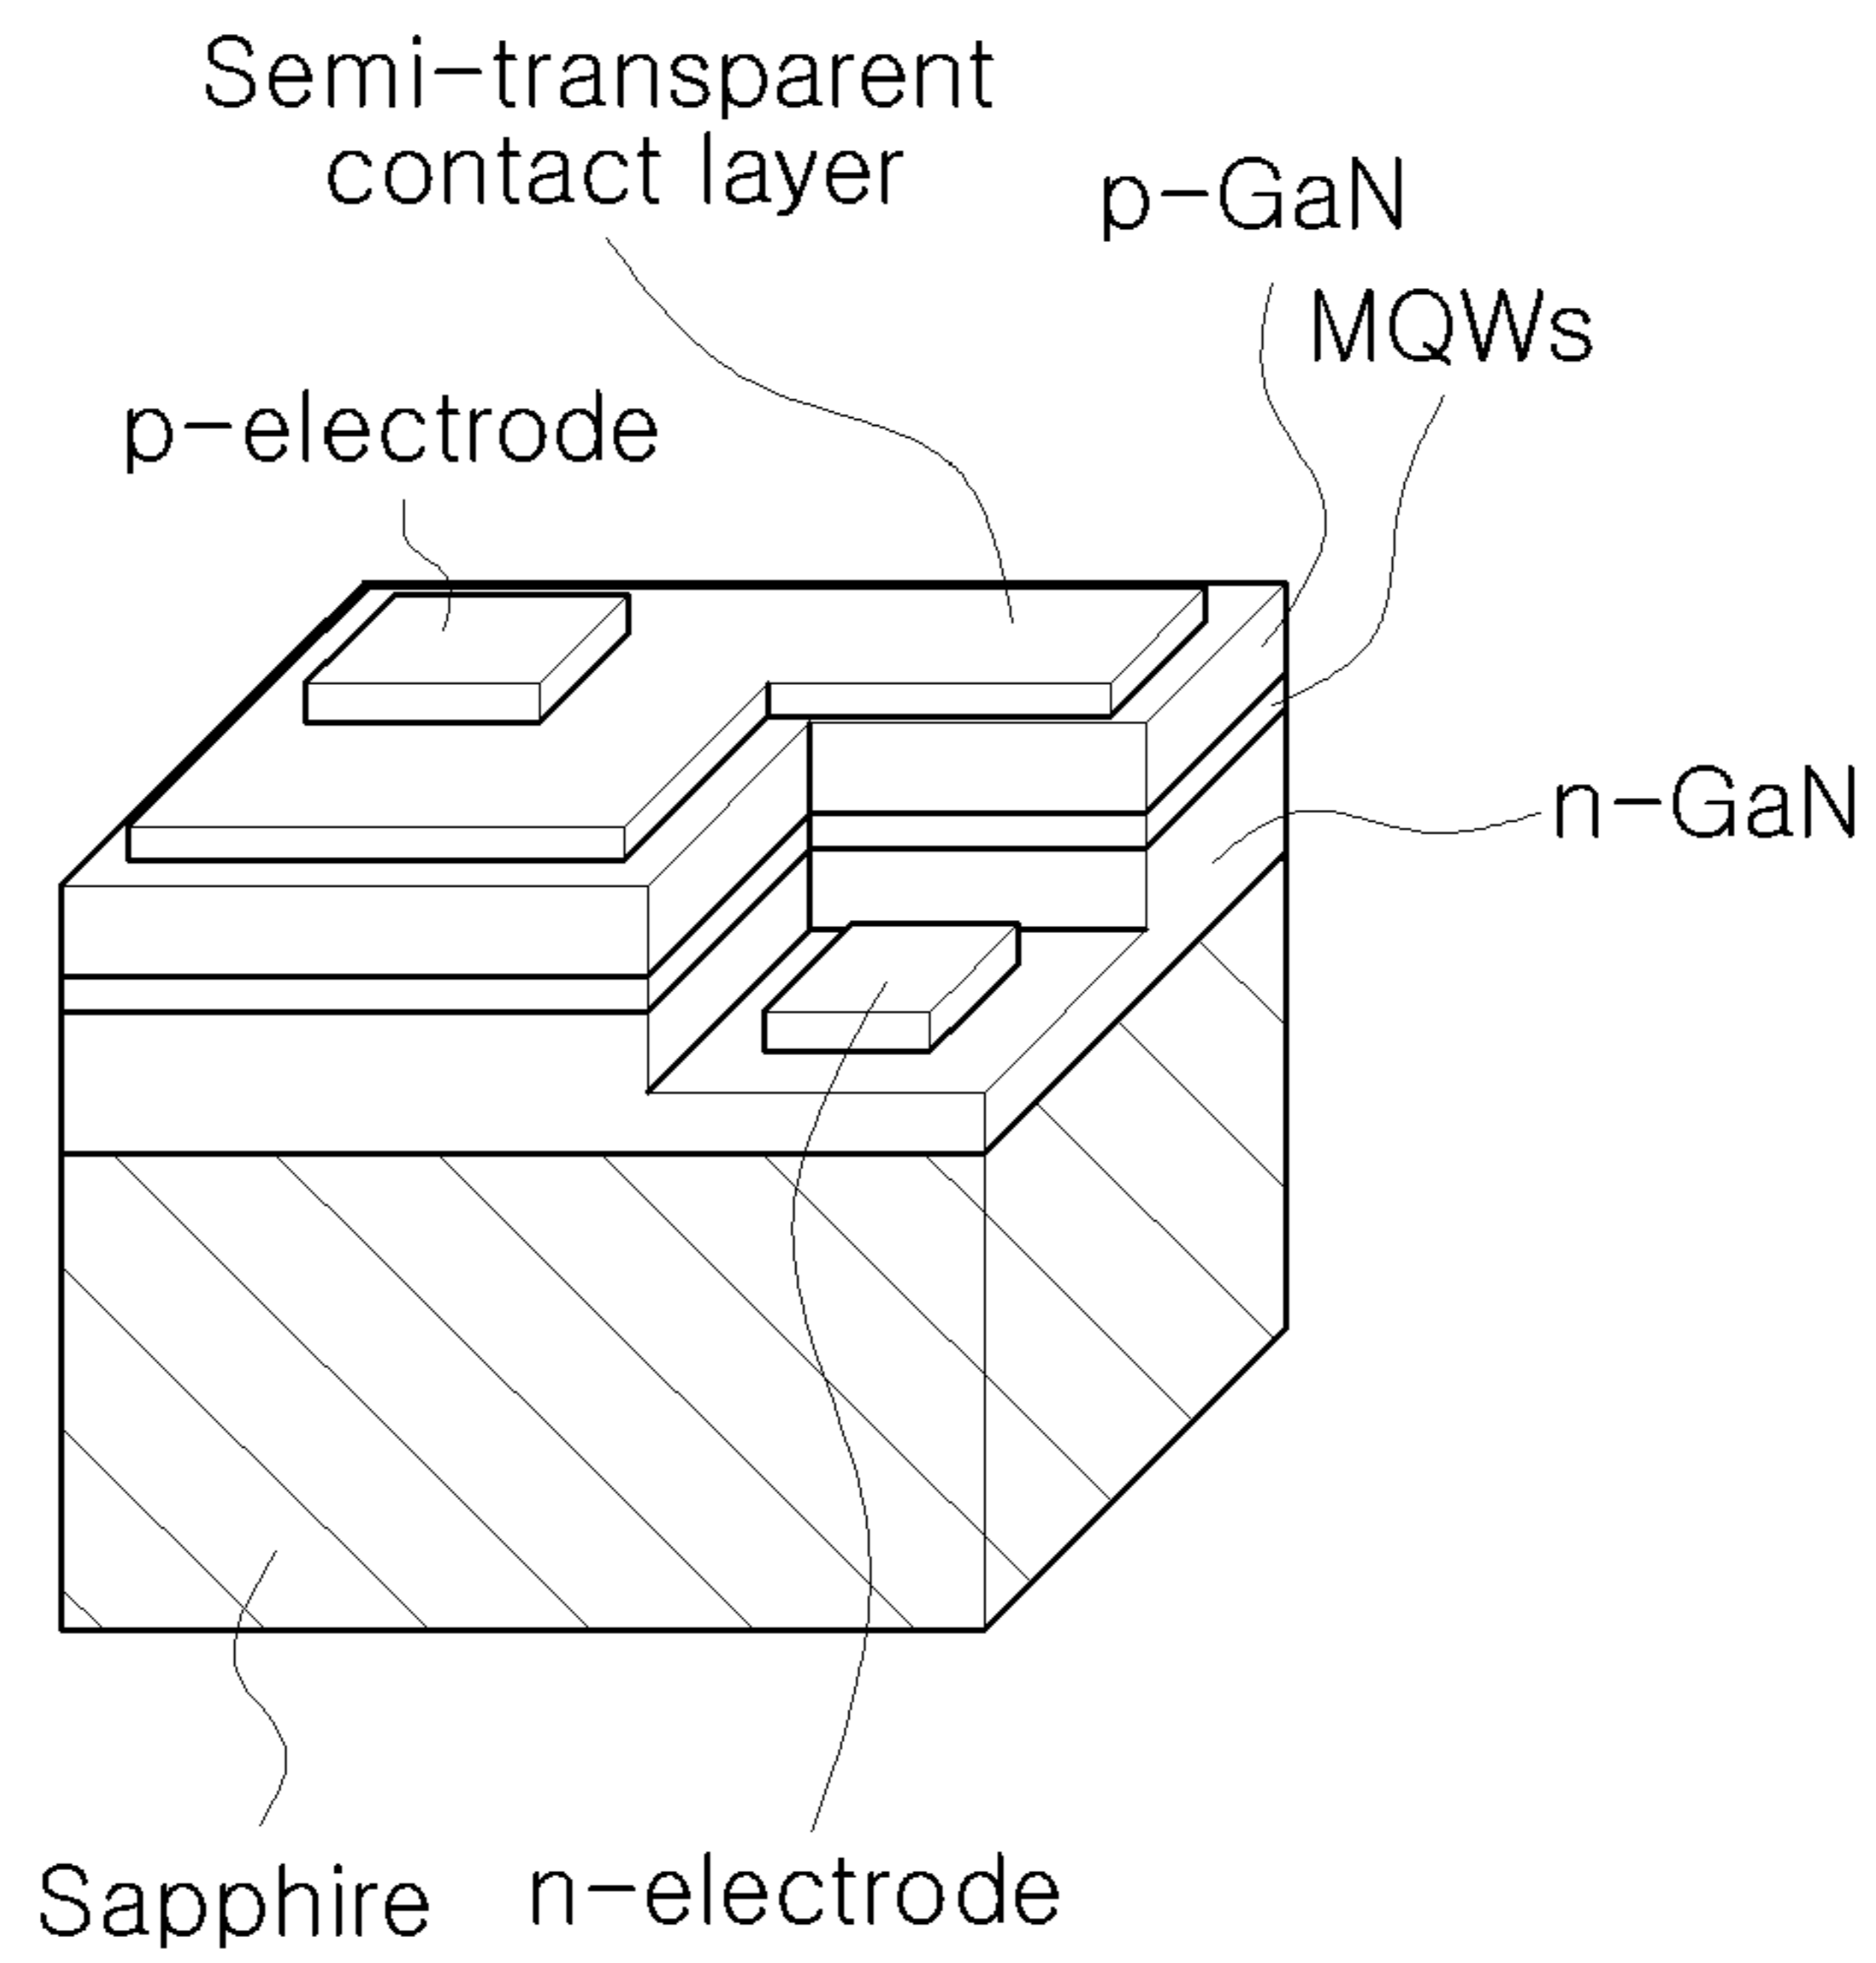 Semi-transparent
contact layer
p-GaN
MQWs
p-electrode
n-GaN
Sapphire
n-electrode